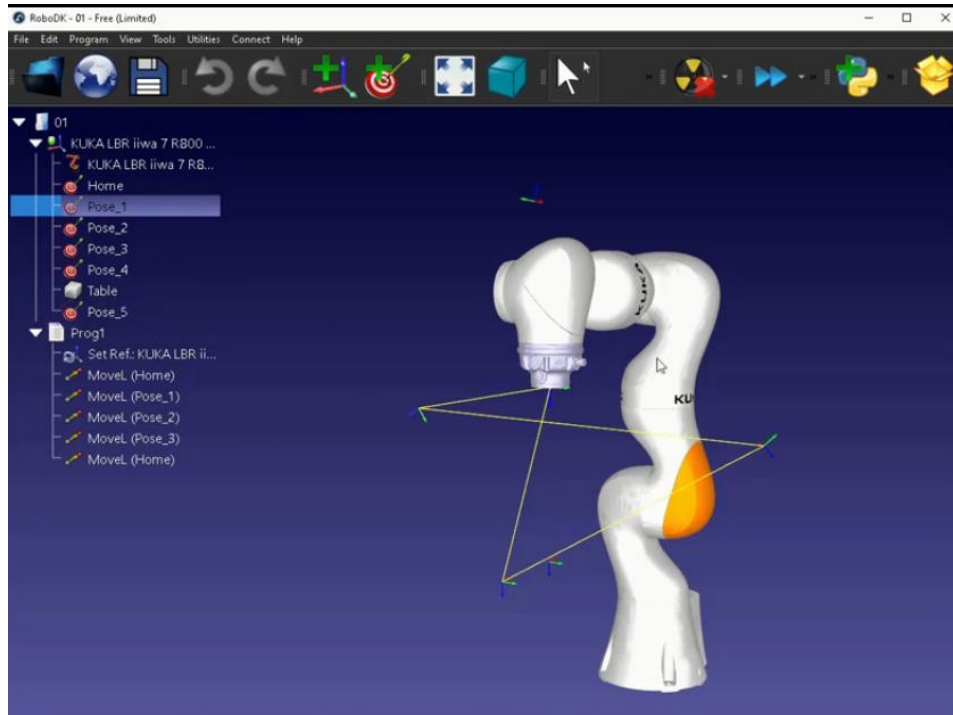 RoboDK - 01 - Free (Limited)
File Edit Program View Tools Utilities Connect Help
01
KUKA LBR iiwa 7 R800 ...
KUKA LBR iiwa 7 R8...
Home
Pose_1
Pose_2
Pose_3
Pose_4
Table
Pose_5
Prog1
Set Ref.: KUKA LBR ii...
MoveL (Home)
MoveL (Pose_1)
MoveL (Pose_2)
MoveL (Pose_3)
MoveL (Home)
KUKA
KU